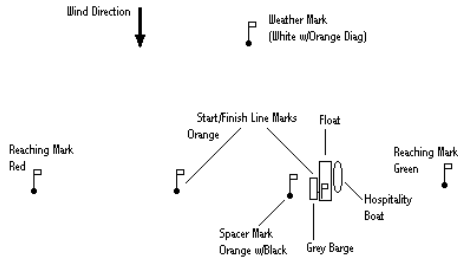 Wind Direction
Weather Mark
(White w/Orange Diag)
Start/Finish Line Marks
Orange
Float
Reaching Mark
Red
Reaching Mark
Green
Hospitality
Boat
Spacer Mark
Orange w/Black
Grey Barge